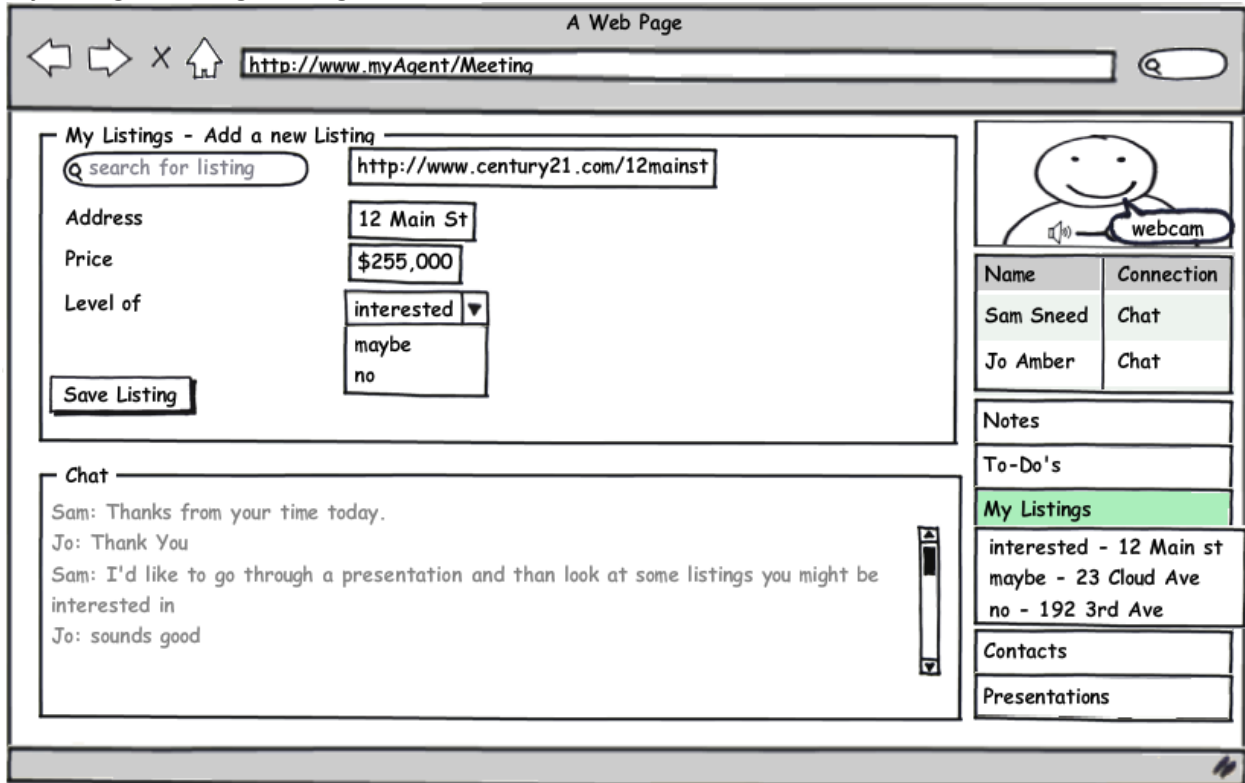 A Web Page
http://www.myAgent/Meeting
My Listings - Add a new Listing
search for listing
http://www.century21.com/12mainst
Address
12 Main St
Price
$255,000
Level of
interested
maybe
no
Save Listing
Chat
Sam: Thanks from your time today.
Jo: Thank You
Sam: I'd like to go through a presentation and than look at some listings you might be
interested in
Jo: sounds good
webcam
Name Connection
Sam Sneed Chat
Jo Amber Chat
Notes
To-Do's
My Listings
interested - 12 Main st
maybe - 23 Cloud Ave
no - 192 3rd Ave
Contacts
Presentations